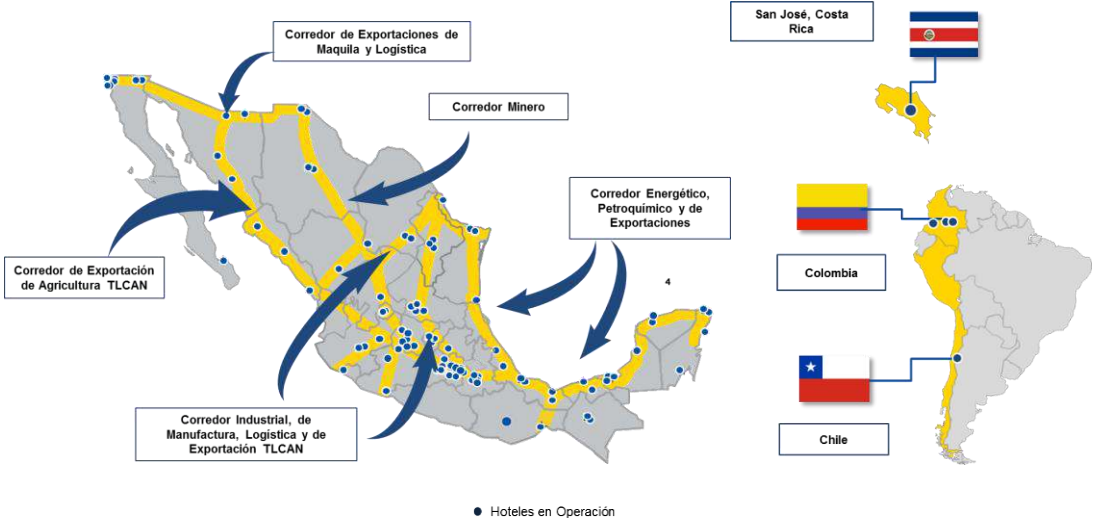 San José, Costa
Rica
Corredor de Exportaciones de
Maquila y Logística
Corredor Minero
Corredor Energético,
Petroquímico y de
Exportaciones
Corredor de Exportación
de Agricultura TLCAN
Colombia
4
Corredor Industrial, de
Manufactura, Logística y de
Exportación TLCAN
Chile
Hoteles en Operación